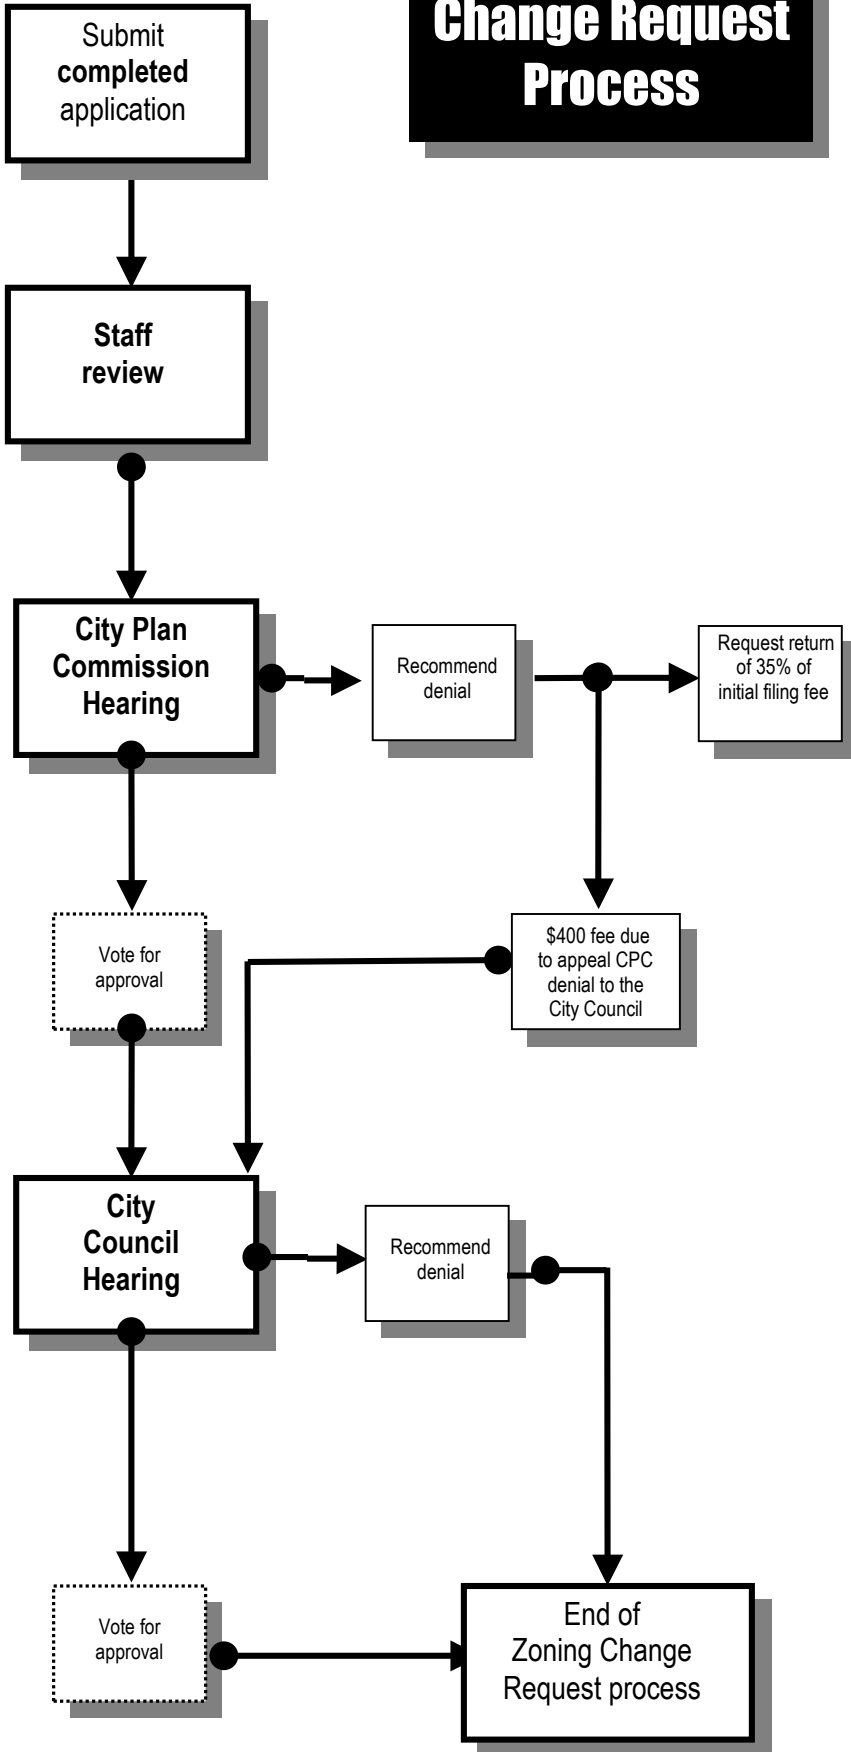 Change Request
Process
Submit
completed
application
Staff
review
City Plan
Commission
Hearing
Recommend
denial
Request return
of 35% of
initial filing fee
Vote for
approval
$400 fee due
to appeal CPC
denial to the
City Council
City
Council
Hearing
Recommend
denial
Vote for
approval
End of
Zoning Change
Request process